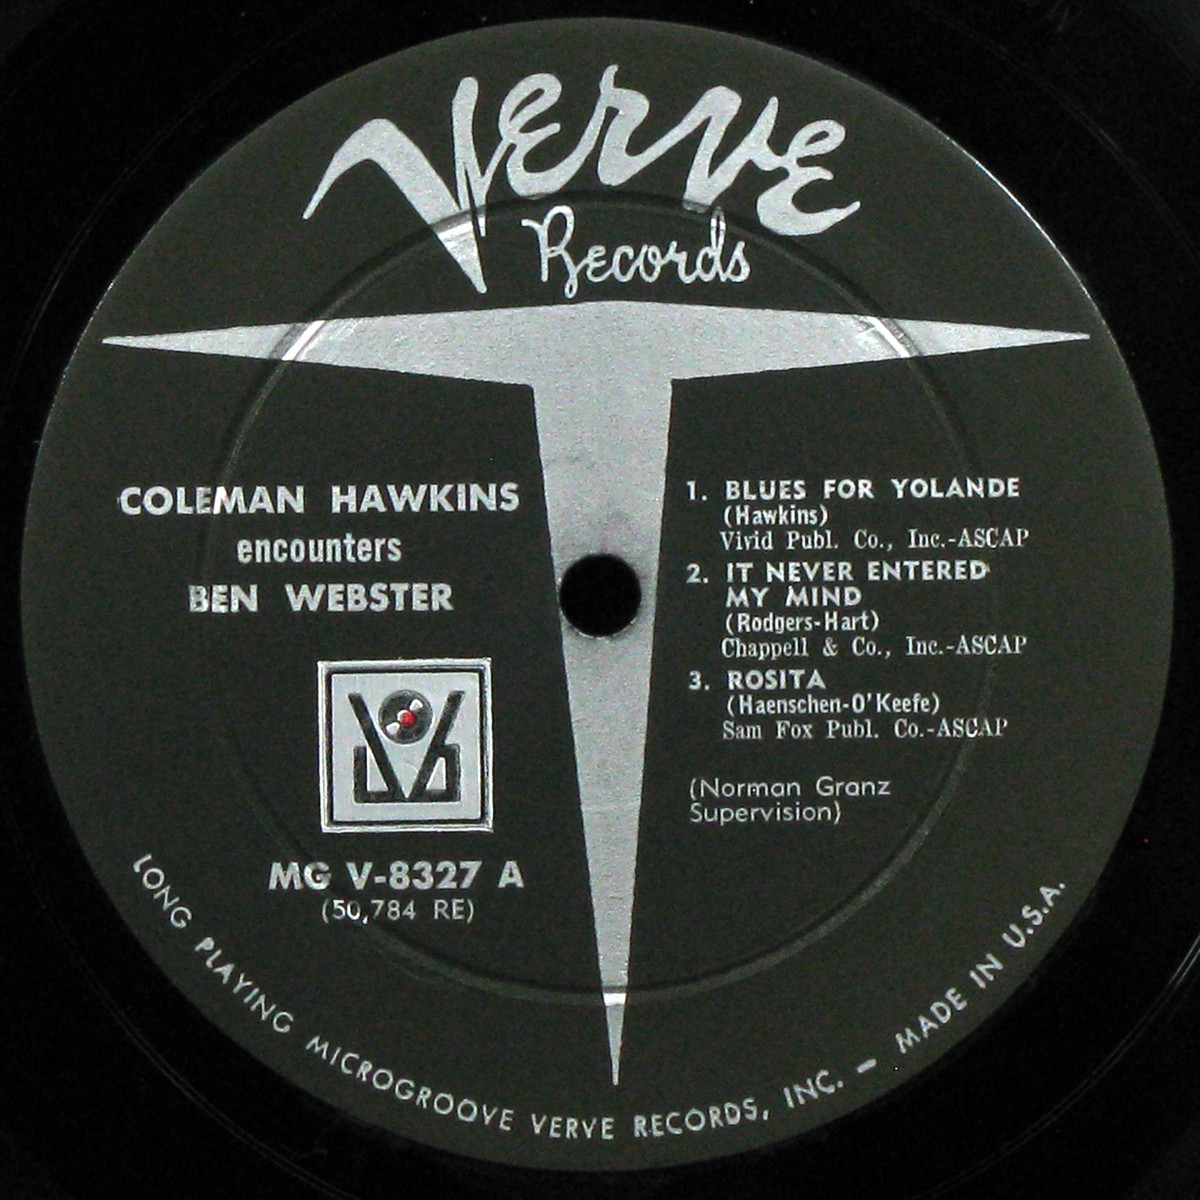 Verve
Records
COLEMAN HAWKINS
encounters
BEN WEBSTER
MG V-8327 A
(50,784 RE)
1. BLUES FOR YOLANDE
(Hawkins)
Vivid Publ. Co., Inc.-ASCAP
2. IT NEVER ENTERED
MY MIND
(Rodgers-Hart)
Chappell & Co., Inc.-ASCAP
3. ROSITA
(Haenschen-O'Keefe)
Sam Fox Publ. Co.-ASCAP
(Norman Granz
Supervision)
LONG PLAYING MICROGROOVE VERVE RECORDS, INC. — MADE IN U.S.A.